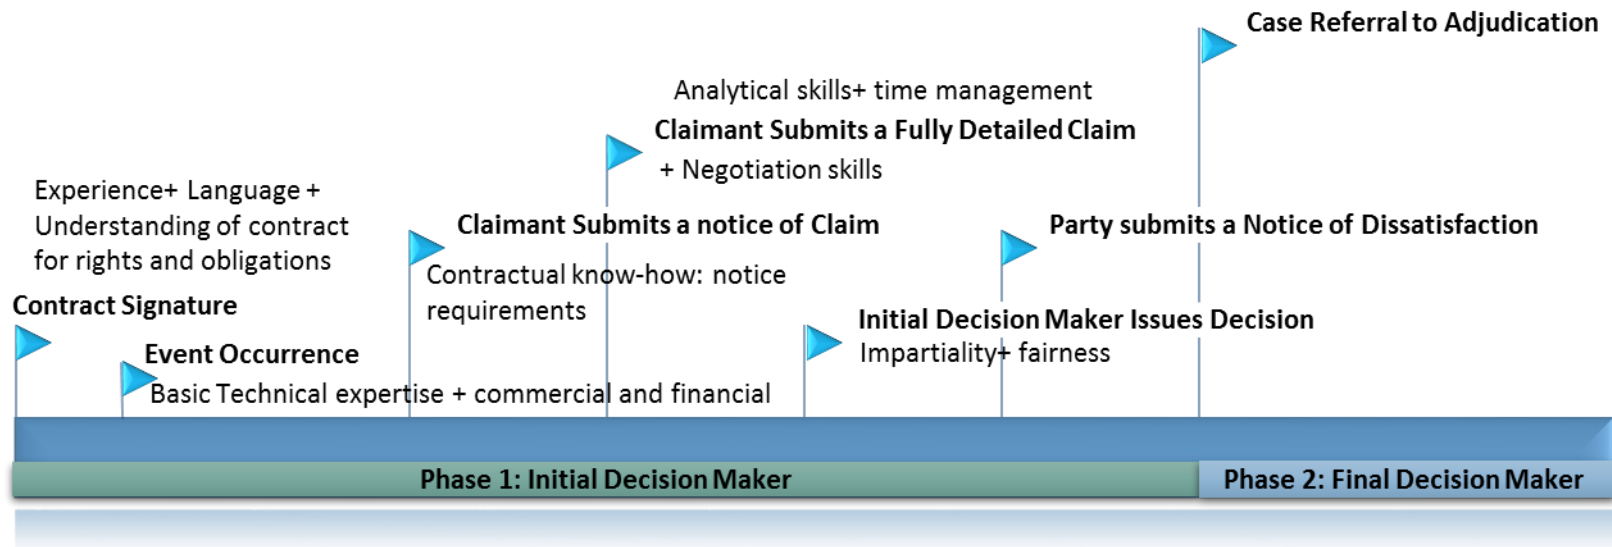 Case Referral to Adjudication
Analytical skills+ time management
Claimant Submits a Fully Detailed Claim
+ Negotiation skills
Experience+ Language +
Understanding of contract
for rights and obligations
Claimant Submits a notice of Claim
Contractual know-how: notice
requirements
Party submits a Notice of Dissatisfaction
Contract Signature
Initial Decision Maker Issues Decision
Impartiality+ fairness
Event Occurrence
Basic Technical expertise + commercial and financial
Phase 1: Initial Decision Maker
Phase 2: Final Decision Maker